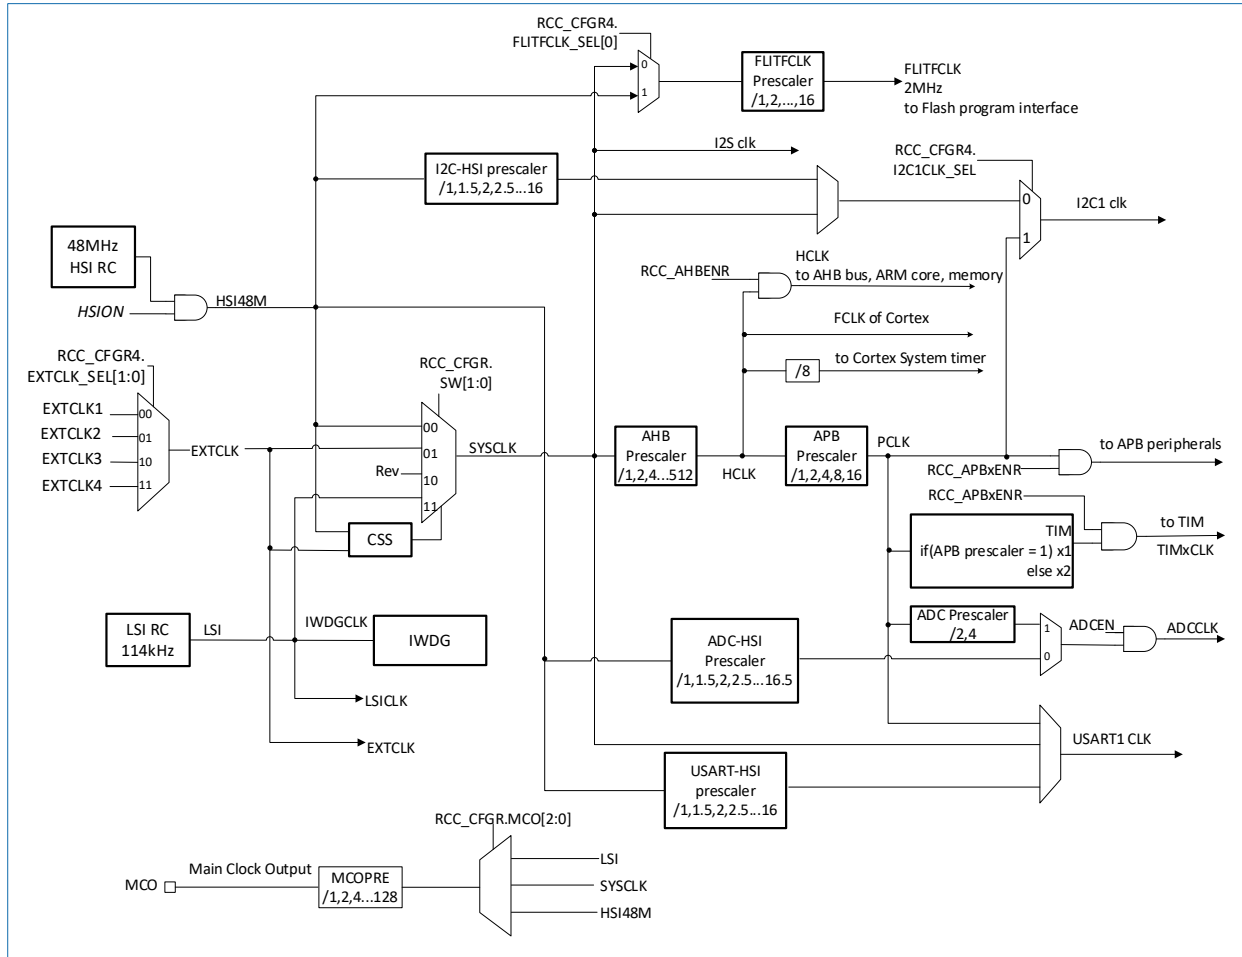 RCC_CFGR4.
FLITFCLK_SEL[0]
0
1
FLITFCLK
Prescaler
/1,2,...,16
FLITFCLK
2MHz
to Flash program interface
I2S clk
I2C-HSI prescaler
/1,1.5,2,2.5...16
RCC_CFGR4.
I2C1CLK_SEL
0
1
I2C1 clk
48MHz
HSI RC
HSION
HSI48M
RCC_AHBENR
HCLK
to AHB bus, ARM core, memory
FCLK of Cortex
/8
to Cortex System timer
RCC_CFGR4.
EXTCLK_SEL[1:0]
EXTCLK1
EXTCLK2
EXTCLK3
EXTCLK4
00
01
10
11
EXTCLK
RCC_CFGR.
SW[1:0]
00
01
Rev
10
11
SYSCLK
CSS
AHB
Prescaler
/1,2,4...512
HCLK
APB
Prescaler
/1,2,4,8,16
PCLK
RCC_APBxENR
to APB peripherals
RCC_APBxENR
TIM
if(APB prescaler = 1) x1
else x2
to TIM
TIMxCLK
LSI RC
114kHz
LSI
IWDGCLK
IWDG
LSICLK
EXTCLK
ADC-HSI
Prescaler
/1,1.5,2,2.5...16.5
ADC Prescaler
/2,4
1
0
ADCEN
ADCCLK
USART-HSI
prescaler
/1,1.5,2,2.5...16
USART1 CLK
RCC_CFGR.MCO[2:0]
MCO
Main Clock Output
MCOPRE
/1,2,4...128
LSI
SYSCLK
HSI48M